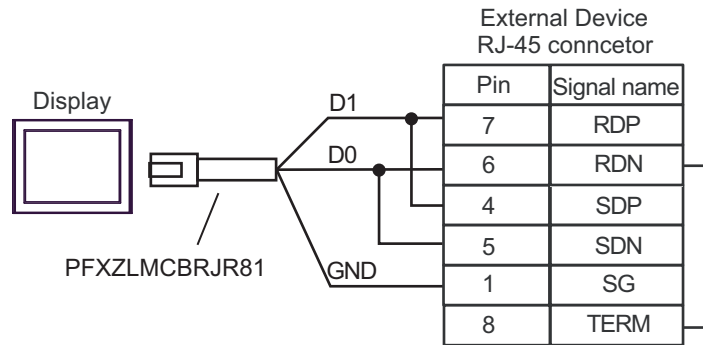 External Device
RJ-45 conncetor
Display
Pin Signal name
D1
7 RDP
D0
6 RDN
4 SDP
5 SDN
PFXZLMCBRJR81
GND
1 SG
8 TERM